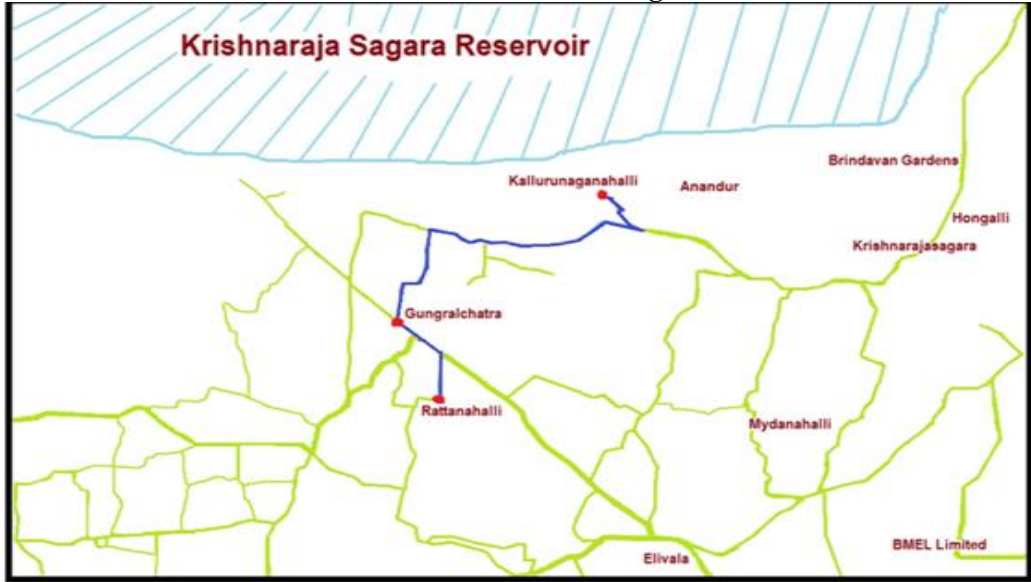 Krishnaraja Sagara Reservoir
Brindavan Gardens
Kallurunaganahalli
Anandur
Hongalli
Krishnarajasagara
Gungralchatra
Rattanahalli
Mydanahalli
BMEL Limited
Elivala